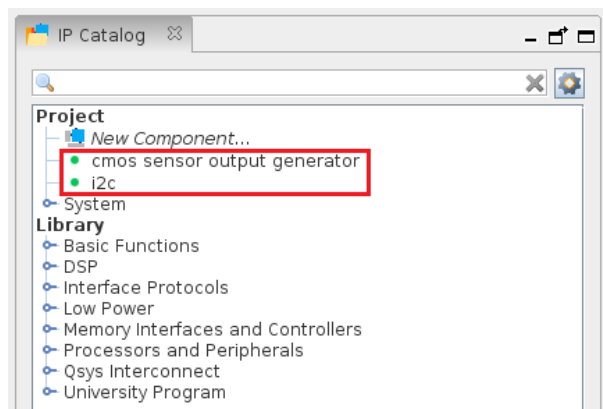 IP Catalog
Project
New Component...
cmos sensor output generator
i2c
System
Library
Basic Functions
DSP
Interface Protocols
Low Power
Memory Interfaces and Controllers
Processors and Peripherals
Qsys Interconnect
University Program